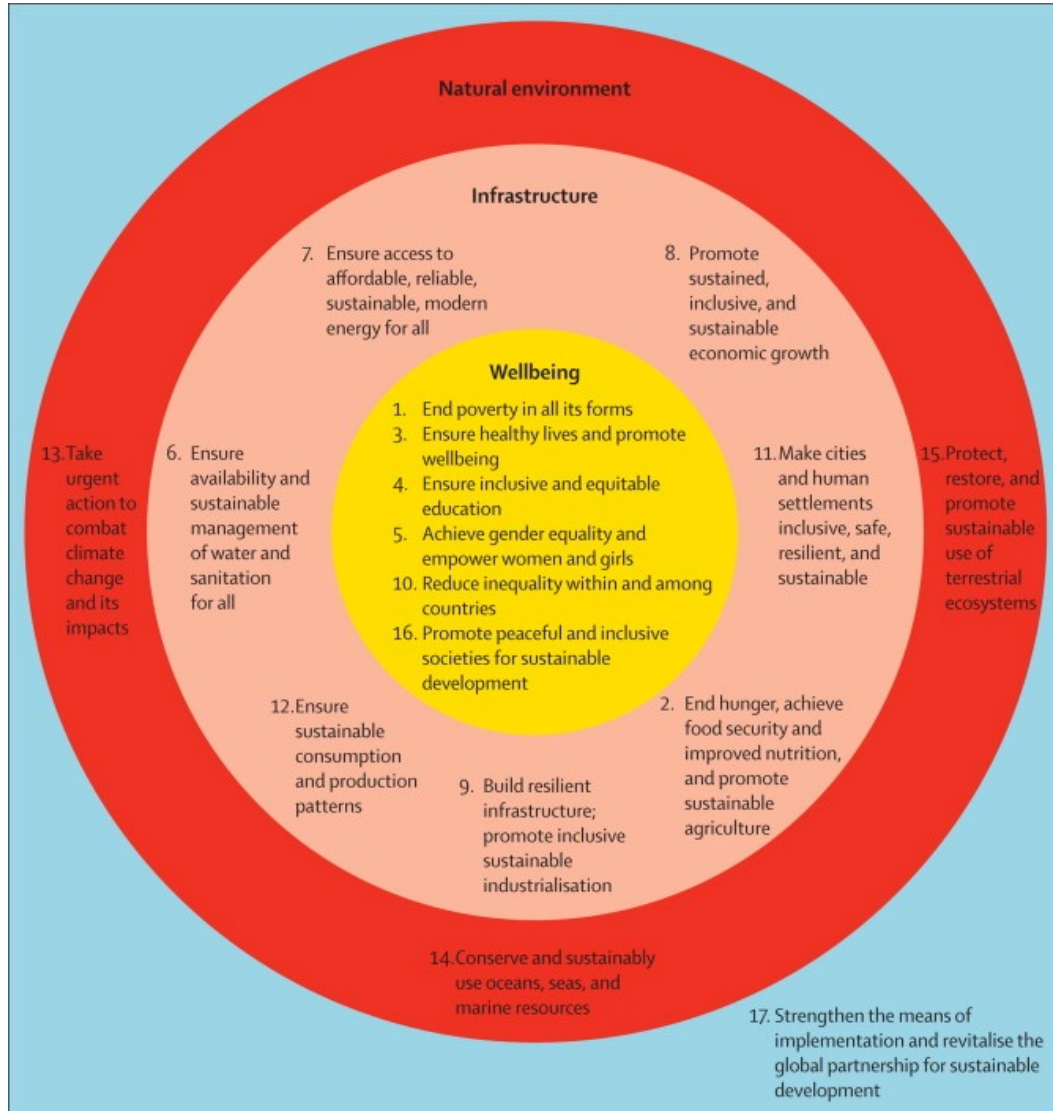 Natural environment
Infrastructure
7. Ensure access to
affordable, reliable,
sustainable, modern
energy for all
8. Promote
sustained,
inclusive, and
sustainable
economic growth
Wellbeing
1. End poverty in all its forms
3. Ensure healthy lives and promote
wellbeing
4. Ensure inclusive and equitable
education
5. Achieve gender equality and
empower women and girls
10. Reduce inequality within and among
countries
16. Promote peaceful and inclusive
societies for sustainable
development
13. Take
urgent
action to
combat
climate
change
and its
impacts
6. Ensure
availability and
sustainable
management
of water and
sanitation
for all
11. Make cities
and human
settlements
inclusive, safe,
resilient, and
sustainable
15. Protect,
restore, and
promote
sustainable
use of
terrestrial
ecosystems
12. Ensure
sustainable
consumption
and production
patterns
9. Build resilient
infrastructure;
promote inclusive
sustainable
industrialisation
2. End hunger, achieve
food security and
improved nutrition,
and promote
sustainable
agriculture
14. Conserve and sustainably
use oceans, seas, and
marine resources
17. Strengthen the means of
implementation and revitalise the
global partnership for sustainable
development